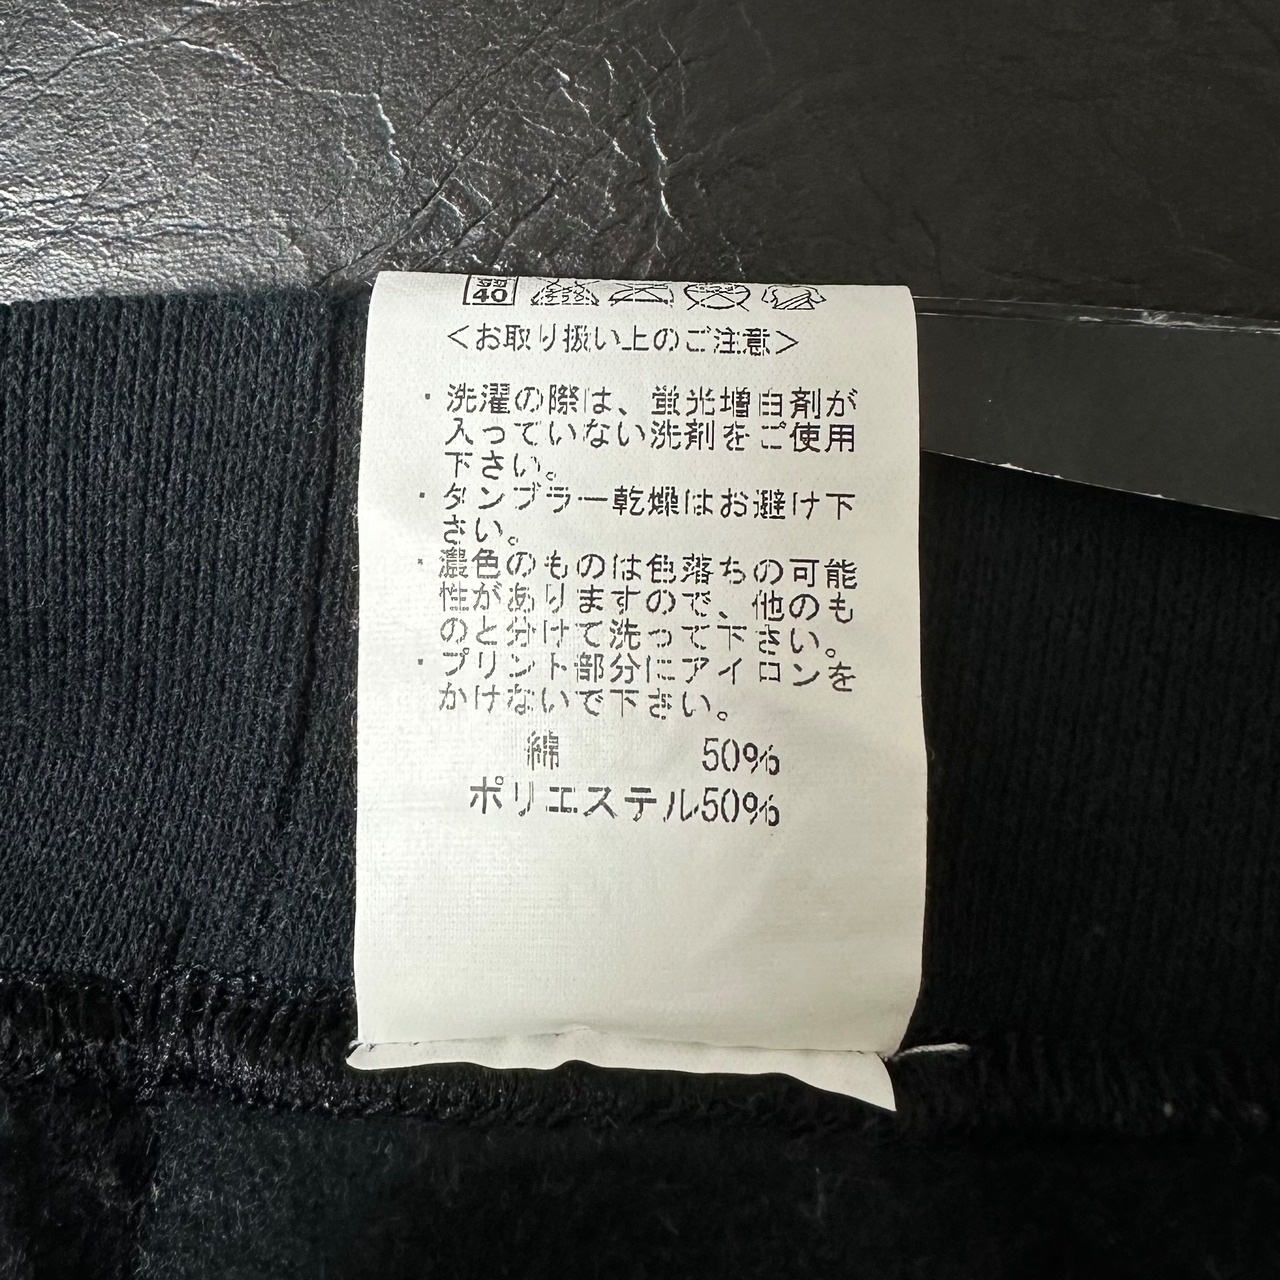 40
<お取り扱い上のご注意>
・洗濯の際は、蛍光増白剤が
入っていない洗剤をご使用
下さい。
・タンブラー乾燥はお避け下
さい。
・濃色のものは色落ちの可能
性がありますので、他のも
のと分けて洗って下さい。
・プリント部分にアイロンを
かけないで下さい。
綿 50%
ポリエステル50%